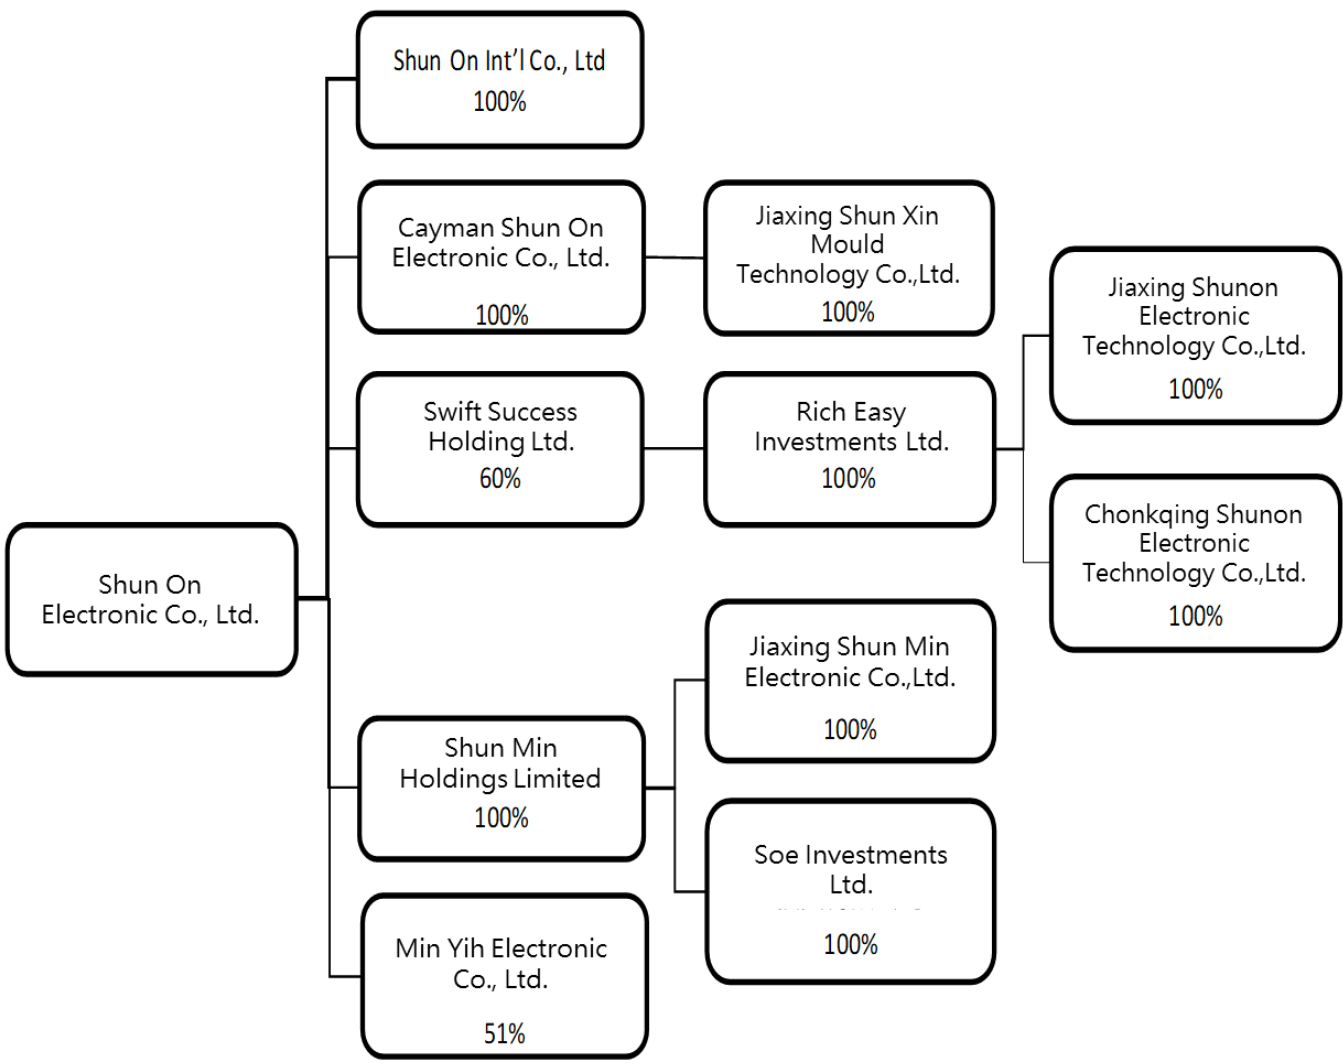 Shun On Int’l Co., Ltd
100%
Cayman Shun On
Electronic Co., Ltd.
100%
Jiaxing Shun Xin
Mould
Technology Co.,Ltd.
100%
Jiaxing Shunon
Electronic
Technology Co.,Ltd.
100%
Swift Success
Holding Ltd.
60%
Rich Easy
Investments Ltd.
100%
Chonkqing Shunon
Electronic
Technology Co.,Ltd.
100%
Shun On
Electronic Co., Ltd.
Jiaxing Shun Min
Electronic Co.,Ltd.
100%
Shun Min
Holdings Limited
100%
Soe Investments
Ltd.
100%
Min Yih Electronic
Co., Ltd.
51%